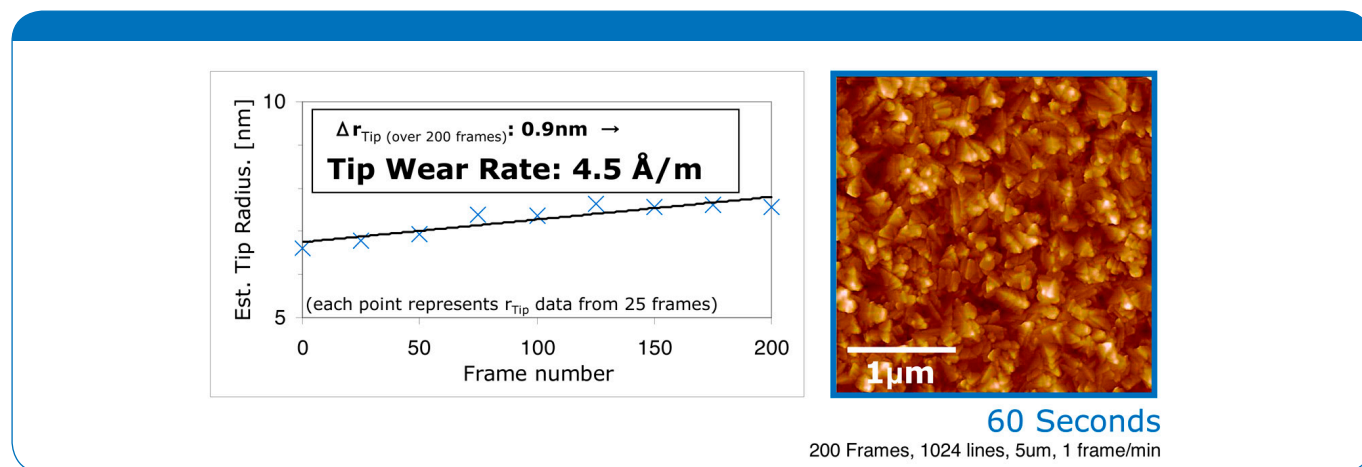 10
Δ rTip (over 200 frames): 0.9nm →
Tip Wear Rate: 4.5 Å/m
Est. Tip Radius. [nm]
(each point represents rTip data from 25 frames)
5
0 50 100 150 200
Frame number
1µm
60 Seconds
200 Frames, 1024 lines, 5um, 1 frame/min